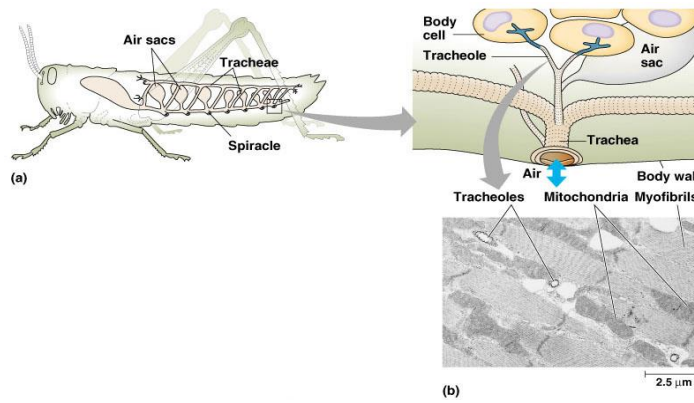 Air sacs
Tracheae
Spiracle
(a)
(b)
Body
cell
Tracheole
Air
sac
Trachea
Air
Body wal
Tracheoles
Mitochondria
Myofibrils
2.5 μm